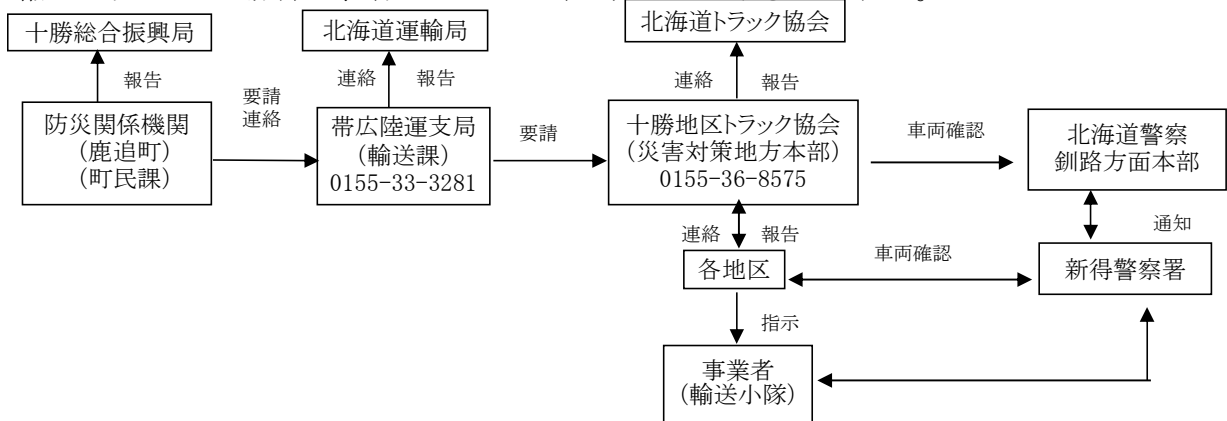 十勝総合振興局
北海道運輸局
北海道トラック協会
報告
連絡
報告
連絡
報告
防災関係機関
(鹿追町)
(町民課)
要請
連絡
帯広陸運支局
(輸送課)
0155-33-3281
要請
十勝地区トラック協会
(災害対策地方本部)
0155-36-8575
車両確認
北海道警察
釧路方面本部
連絡
報告
通知
各地区
車両確認
新得警察署
指示
事業者
(輸送小隊)